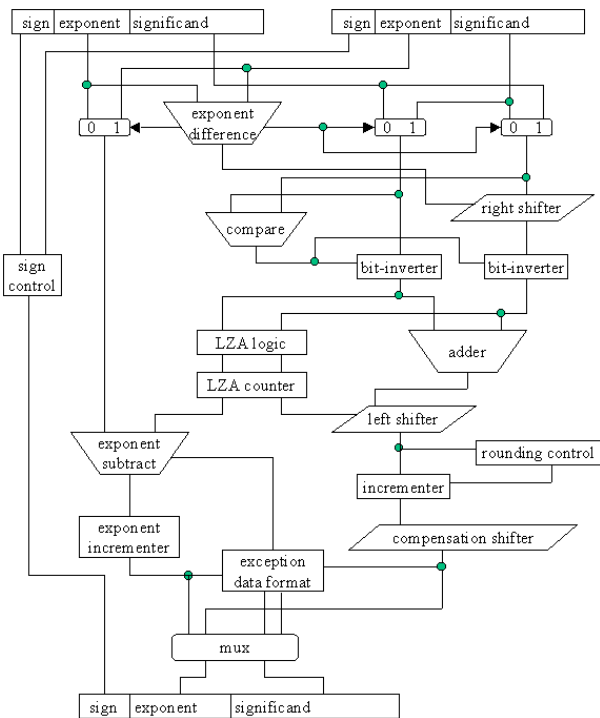 sign exponent significand
sign exponent significand
exponent
difference
0 1
0 1
0 1
right shifter
compare
sign
control
bit-inverter
bit-inverter
LZA logic
adder
LZA counter
left shifter
exponent
subtract
rounding control
incrementer
exponent
incrementer
compensation shifter
exception
data format
mux
sign exponent significand